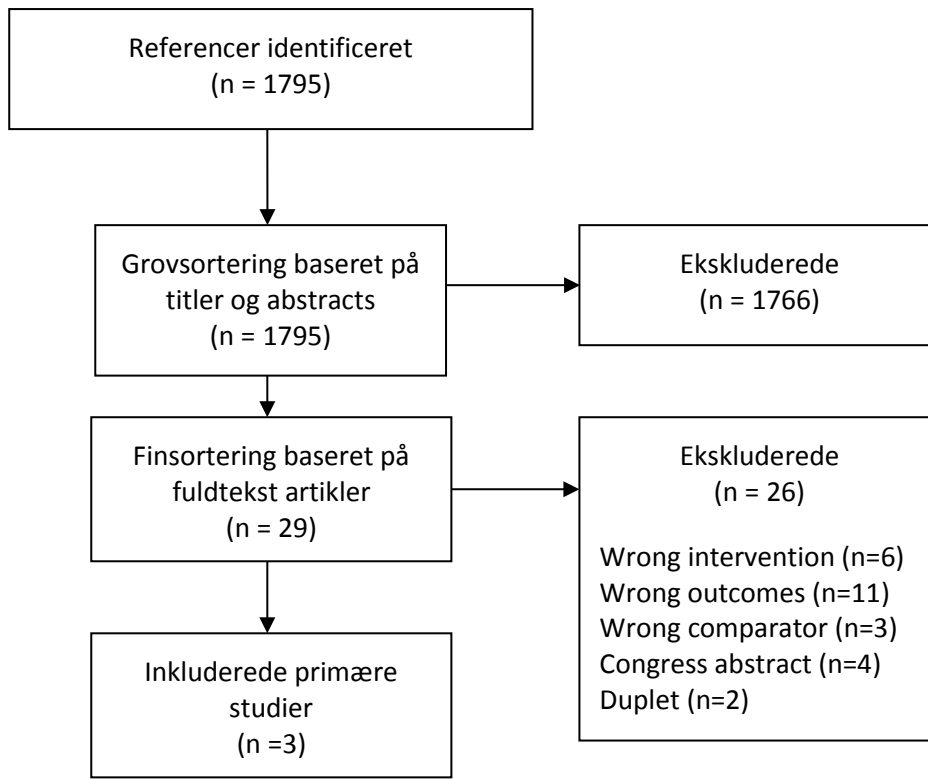 Referencer identificeret
(n = 1795)
Grovsortering baseret på
titler og abstracts
(n = 1795)
Ekskluderede
(n = 1766)
Finsortering baseret på
fuldtekst artikler
(n = 29)
Ekskluderede
(n = 26)
Wrong intervention (n=6)
Wrong outcomes (n=11)
Wrong comparator (n=3)
Congress abstract (n=4)
Duplet (n=2)
Inkluderede primære
studier
(n =3)